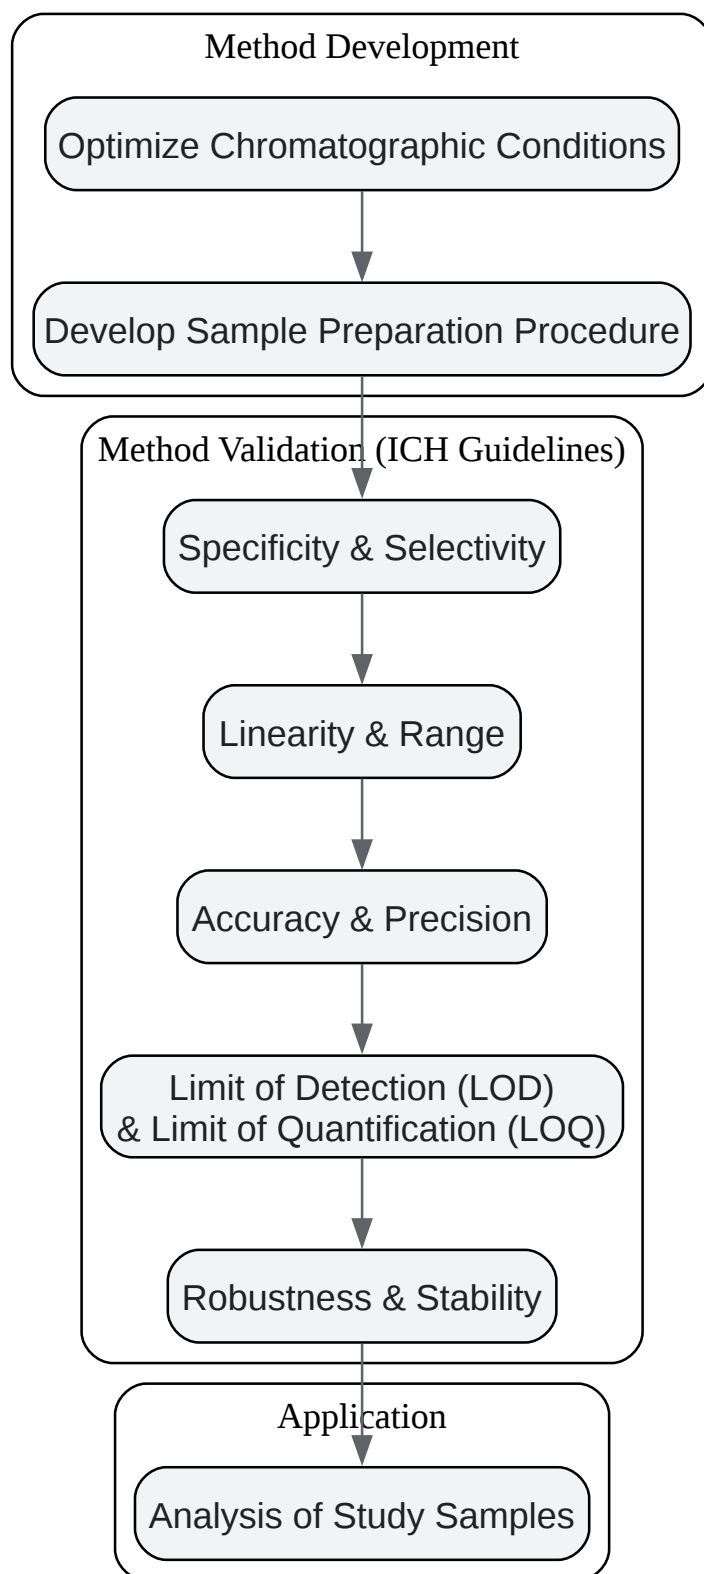 Method Development
Optimize Chromatographic Conditions
Develop Sample Preparation Procedure
Method Validation (ICH Guidelines)
Specificity & Selectivity
Linearity & Range
Accuracy & Precision
Limit of Detection (LOD)
& Limit of Quantification (LOQ)
Robustness & Stability
Application
Analysis of Study Samples